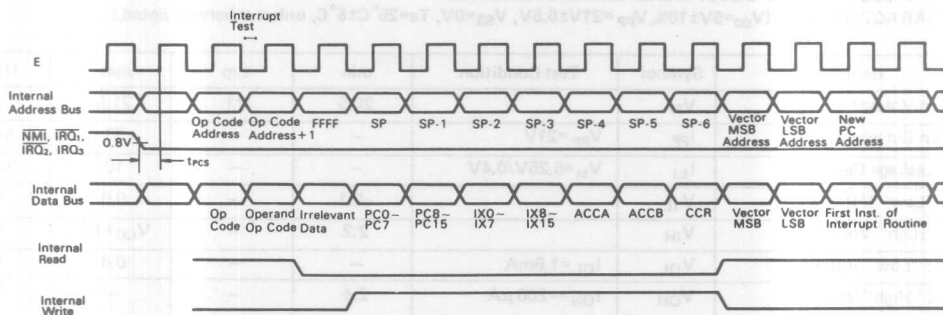 Interrupt
Test
E
Internal
Address Bus
Op Code Address
Op Code Address+1
FFFF
SP
SP-1
SP-2
SP-3
SP-4
SP-5
SP-6
Vector MSB Address
Vector LSB Address
New PC Address
NMI, IRQ1,
IRQ2, IRQ3
0.8V
tPCS
Internal
Data Bus
Op Code
Operand Op Code
Irrelevant Data
PC0~ PC7
PC8~ PC15
IX0~ IX7
IX8~ IX15
ACCA
ACCB
CCR
Vector MSB
Vector LSB
First Inst. of
Interrupt Routine
Internal
Read
Internal
Write